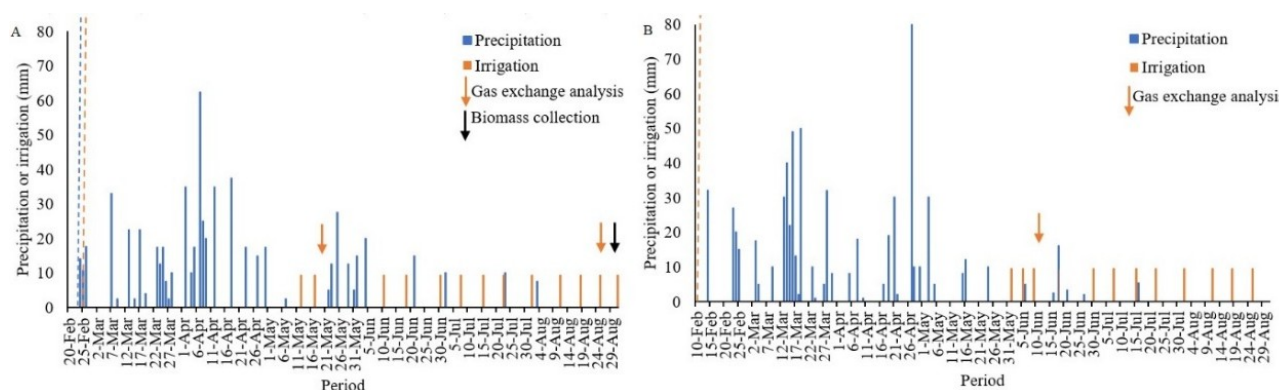 A
Precipitation or irrigation (mm)
80
70
60
50
40
30
20
10
0
Precipitation
Irrigation
Gas exchange analysis
Biomass collection
20-Feb
25-Feb
2-Mar
7-Mar
12-Mar
17-Mar
22-Mar
27-Mar
1-Apr
6-Apr
11-Apr
16-Apr
21-Apr
26-Apr
1-May
6-May
11-May
16-May
21-May
26-May
31-May
5-Jun
10-Jun
15-Jun
20-Jun
25-Jun
30-Jun
5-Jul
10-Jul
15-Jul
20-Jul
25-Jul
30-Jul
4-Aug
14-Aug
19-Aug
24-Aug
29-Aug
Period
B
Precipitation or irrigation (mm)
80
70
60
50
40
30
20
10
0
Precipitation
Irrigation
Gas exchange analysis
10-Feb
15-Feb
20-Feb
25-Feb
2-Mar
7-Mar
12-Mar
17-Mar
22-Mar
27-Mar
1-Apr
6-Apr
11-Apr
16-Apr
21-Apr
26-Apr
1-May
6-May
11-May
16-May
21-May
26-May
31-May
5-Jun
10-Jun
15-Jun
20-Jun
25-Jun
30-Jun
5-Jul
10-Jul
15-Jul
20-Jul
25-Jul
30-Jul
4-Aug
9-Aug
14-Aug
19-Aug
24-Aug
29-Aug
Period